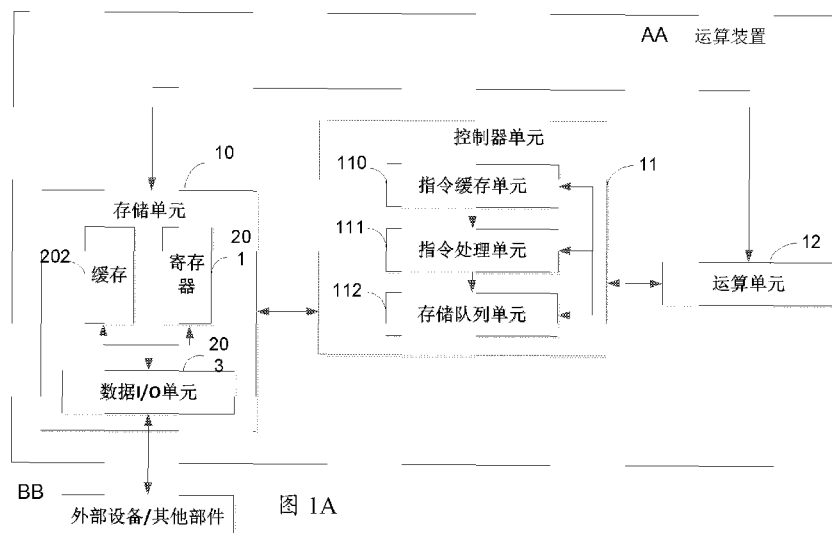 AA 运算装置
控制器单元
10
110
指令缓存单元
11
存储单元
202
缓存
寄存器
20
1
111
指令处理单元
12
运算单元
112
存储队列单元
20
3
数据I/O单元
BB
外部设备/其他部件
图 1A